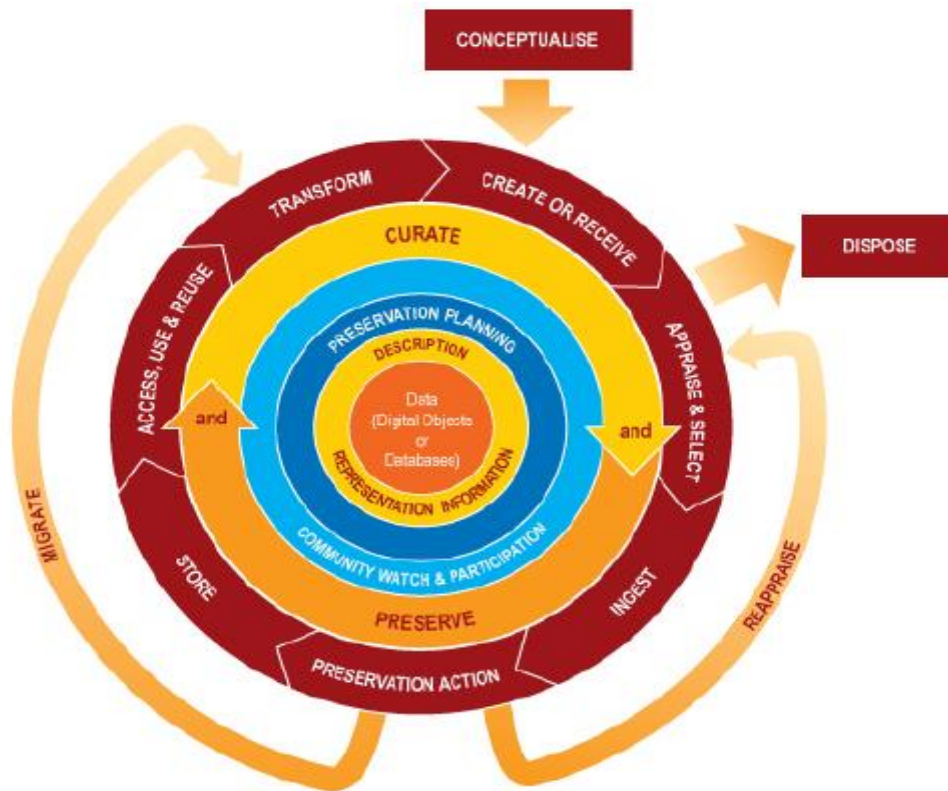 CONCEPTUALISE
TRANSFORM
CREATE OR RECEIVE
DISPOSE
CURATE
ACCESS, USE & REUSE
APPRAISE & SELECT
PRESERVATION PLANNING
DESCRIPTION
Data
(Digital Objects
or
Databases)
and
and
REPRESENTATION INFORMATION
COMMUNITY WATCH & PARTICIPATION
MIGRATE
STORE
INGEST
REAPPRAISE
PRESERVE
PRESERVATION ACTION